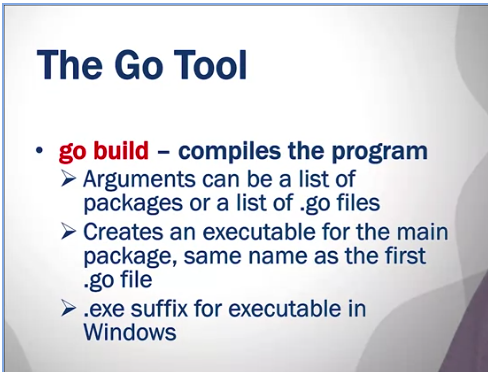 The Go Tool
• go build – compiles the program
➢ Arguments can be a list of
packages or a list of .go files
➢ Creates an executable for the main
package, same name as the first
.go file
➢ .exe suffix for executable in
Windows